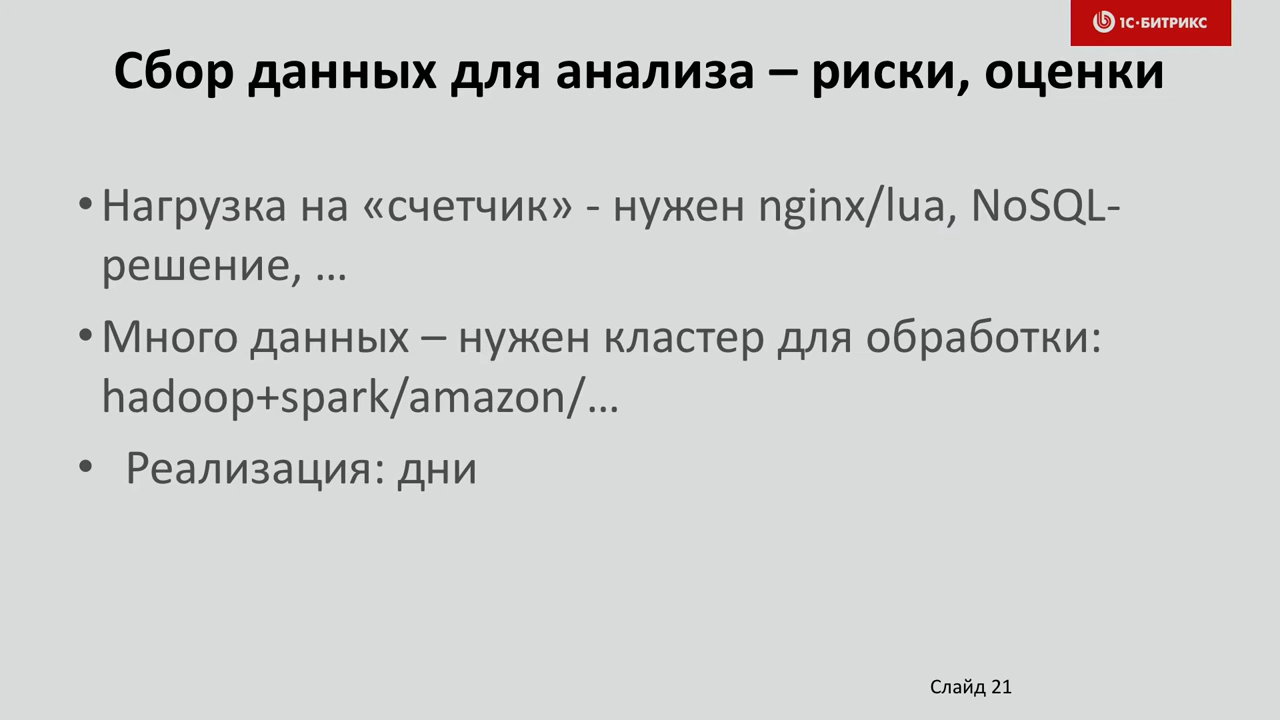 1С-БИТРИКС
Сбор данных для анализа – риски, оценки
• Нагрузка на «счетчик» - нужен nginx/lua, NoSQL-
решение, …
• Много данных – нужен кластер для обработки:
hadoop+spark/amazon/…
• Реализация: дни
Слайд 21